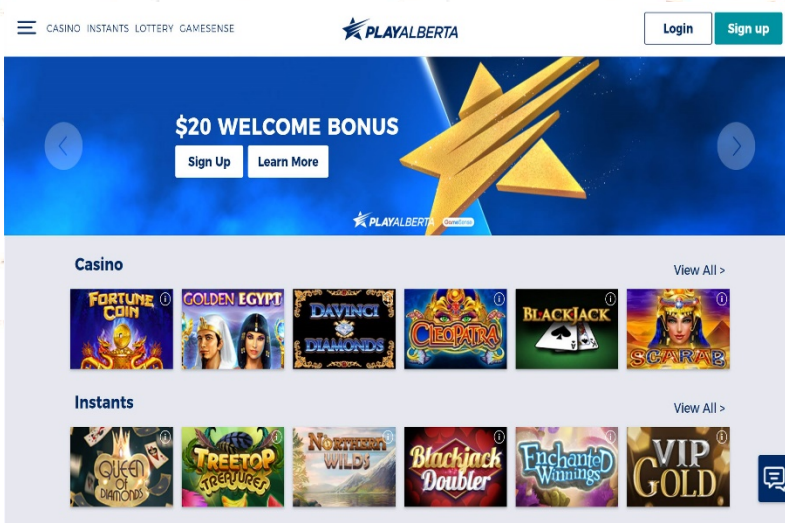 CASINO INSTANTS LOTTERY GAMESENSE
PLAYALBERTA
Login
Sign up
$20 WELCOME BONUS
Sign Up
Learn More
PLAYALBERTA
GameSense
Casino
View All >
FORTUNE
COIN
GOLDEN EGYPT
DAVINCI
DIAMONDS
CLEOPATRA
BLACKJACK
SCARAB
Instants
View All >
QUEEN
OF
DIAMONDS
TREETOP
TREASURES
NORTHERN
WILDS
Blackjack
Doubler
Enchanted
Winnings
VIP
GOLD